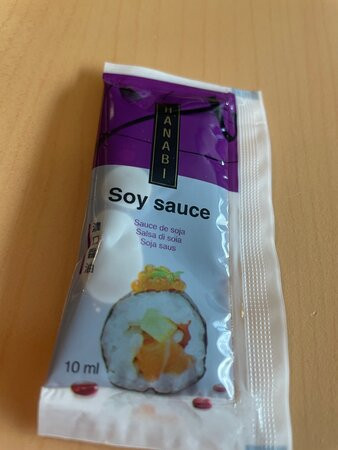 HANABI
Soy sauce
Sauce de soja
Salsa di soia
Soja saus
10 ml